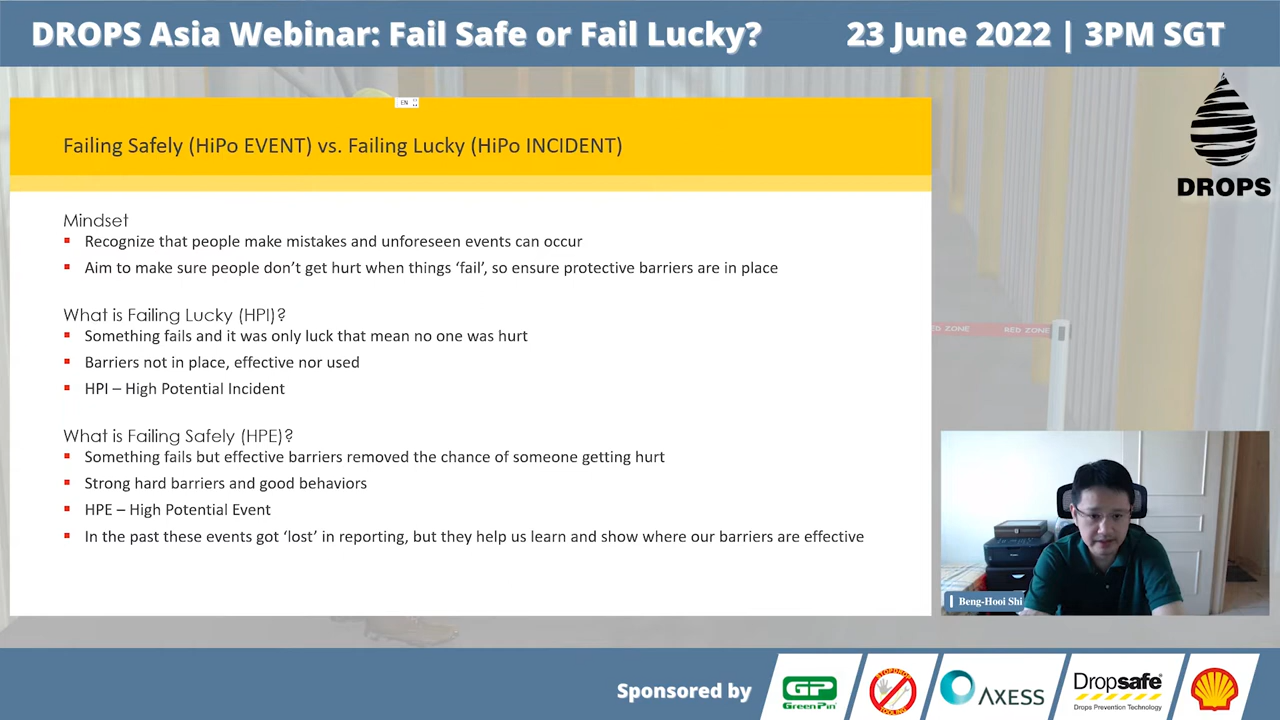 DROPS Asia Webinar: Fail Safe or Fail Lucky?
23 June 2022 | 3PM SGT
EN
DROPS
Failing Safely (HiPo EVENT) vs. Failing Lucky (HiPo INCIDENT)
Mindset
Recognize that people make mistakes and unforeseen events can occur
Aim to make sure people don't get hurt when things 'fail', so ensure protective barriers are in place
What is Failing Lucky (HPI)?
Something fails and it was only luck that mean no one was hurt
Barriers not in place, effective nor used
HPI – High Potential Incident
What is Failing Safely (HPE)?
Something fails but effective barriers removed the chance of someone getting hurt
Strong hard barriers and good behaviors
HPE – High Potential Event
In the past these events got 'lost' in reporting, but they help us learn and show where our barriers are effective
ZONE RED ZONE
Beng-Hooi Shi
Sponsored by
GP
Green Pin
STOPDROP
TOOLING
AXESS
Dropsafe
Drops Prevention Technology